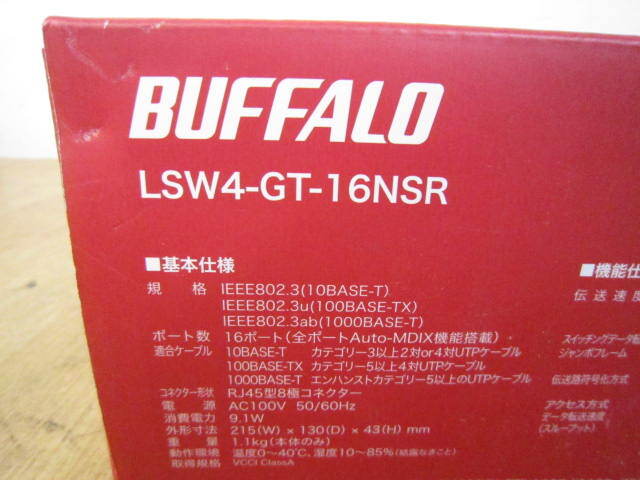 BUFFALO
LSW4-GT-16NSR
■基本仕様
規 格 IEEE802.3(10BASE-T)
IEEE802.3u(100BASE-TX)
IEEE802.3ab(1000BASE-T)
ポート数 16ポート(全ポートAuto-MDIX機能搭載)
適合ケーブル 10BASE-T カテゴリー3以上2対or4対UTPケーブル
100BASE-TX カテゴリー5以上4対UTPケーブル
1000BASE-T エンハンストカテゴリー5以上のUTPケーブル
コネクター形状 RJ45型8極コネクター
電 源 AC100V 50/60Hz
消費電力 9.1W
外形寸法 215(W) × 130(D) × 43(H) mm
重 量 1.1kg(本体のみ)
動作環境 温度0~40℃、湿度10~85%(結露なきこと)
取得規格 VCCI ClassA
■機能仕
伝送速度
スイッチングデータ転
ジャンボフレーム
伝送路符号化方式
アクセス方式
データ転送速度
(スループット)